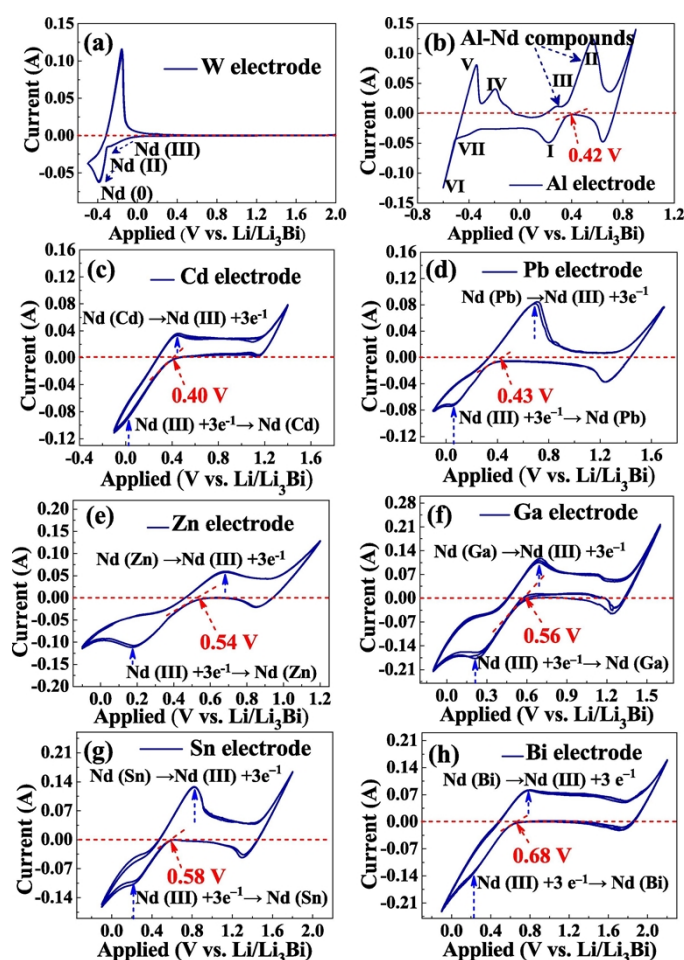 (a)
W electrode
Nd (III)
Nd (II)
Nd (0)
Current (A)
0.15
0.10
0.05
0.00
-0.05
-0.5 0.0 0.5 1.0 1.5 2.0
Applied (V vs. Li/Li₃Bi)
(b)
Al-Nd compounds
V
IV
III
II
I
VII
VI
0.42 V
Al electrode
Current (A)
0.15
0.10
0.05
0.00
-0.05
-0.10
-0.15
-0.8 -0.4 0.0 0.4 0.8 1.2
Applied (V vs. Li/Li₃Bi)
(c)
Cd electrode
Nd (Cd) →Nd (III) +3e⁻¹
0.40 V
Nd (III) +3e⁻¹→ Nd (Cd)
Current (A)
0.16
0.12
0.08
0.04
0.00
-0.04
-0.08
-0.12
-0.4 0.0 0.4 0.8 1.2 1.6
Applied (V vs. Li/Li₃Bi)
(d)
Pb electrode
Nd (Pb) →Nd (III) +3e⁻¹
0.43 V
Nd (III) +3e⁻¹→ Nd (Pb)
Current (A)
0.16
0.12
0.08
0.04
0.00
-0.04
-0.08
-0.12
0.0 0.4 0.8 1.2 1.6
Applied (V vs. Li/Li₃Bi)
(e)
Zn electrode
Nd (Zn) →Nd (III) +3e⁻¹
0.54 V
Nd (III) +3e⁻¹→ Nd (Zn)
Current (A)
0.20
0.15
0.10
0.05
0.00
-0.05
-0.10
-0.15
-0.20
0.0 0.2 0.4 0.6 0.8 1.0 1.2
Applied (V vs. Li/Li₃Bi)
(f)
Ga electrode
Nd (Ga) →Nd (III) +3e⁻¹
0.56 V
Nd (III) +3e⁻¹→ Nd (Ga)
Current (A)
0.21
0.14
0.07
0.00
-0.07
-0.14
-0.21
0.0 0.3 0.6 0.9 1.2 1.5
Applied (V vs. Li/Li₃Bi)
(g)
Sn electrode
Nd (Sn) →Nd (III) +3e⁻¹
0.58 V
Nd (III) +3e⁻¹→ Nd (Sn)
Current (A)
0.21
0.14
0.07
0.00
-0.07
-0.14
0.0 0.4 0.8 1.2 1.6 2.0
Applied (V vs. Li/Li₃Bi)
(h)
Bi electrode
Nd (Bi) →Nd (III) +3 e⁻¹
0.68 V
Nd (III) +3 e⁻¹→ Nd (Bi)
Current (A)
0.21
0.14
0.07
0.00
-0.07
-0.14
-0.21
0.0 0.4 0.8 1.2 1.6 2.0
Applied (V vs. Li/Li₃Bi)